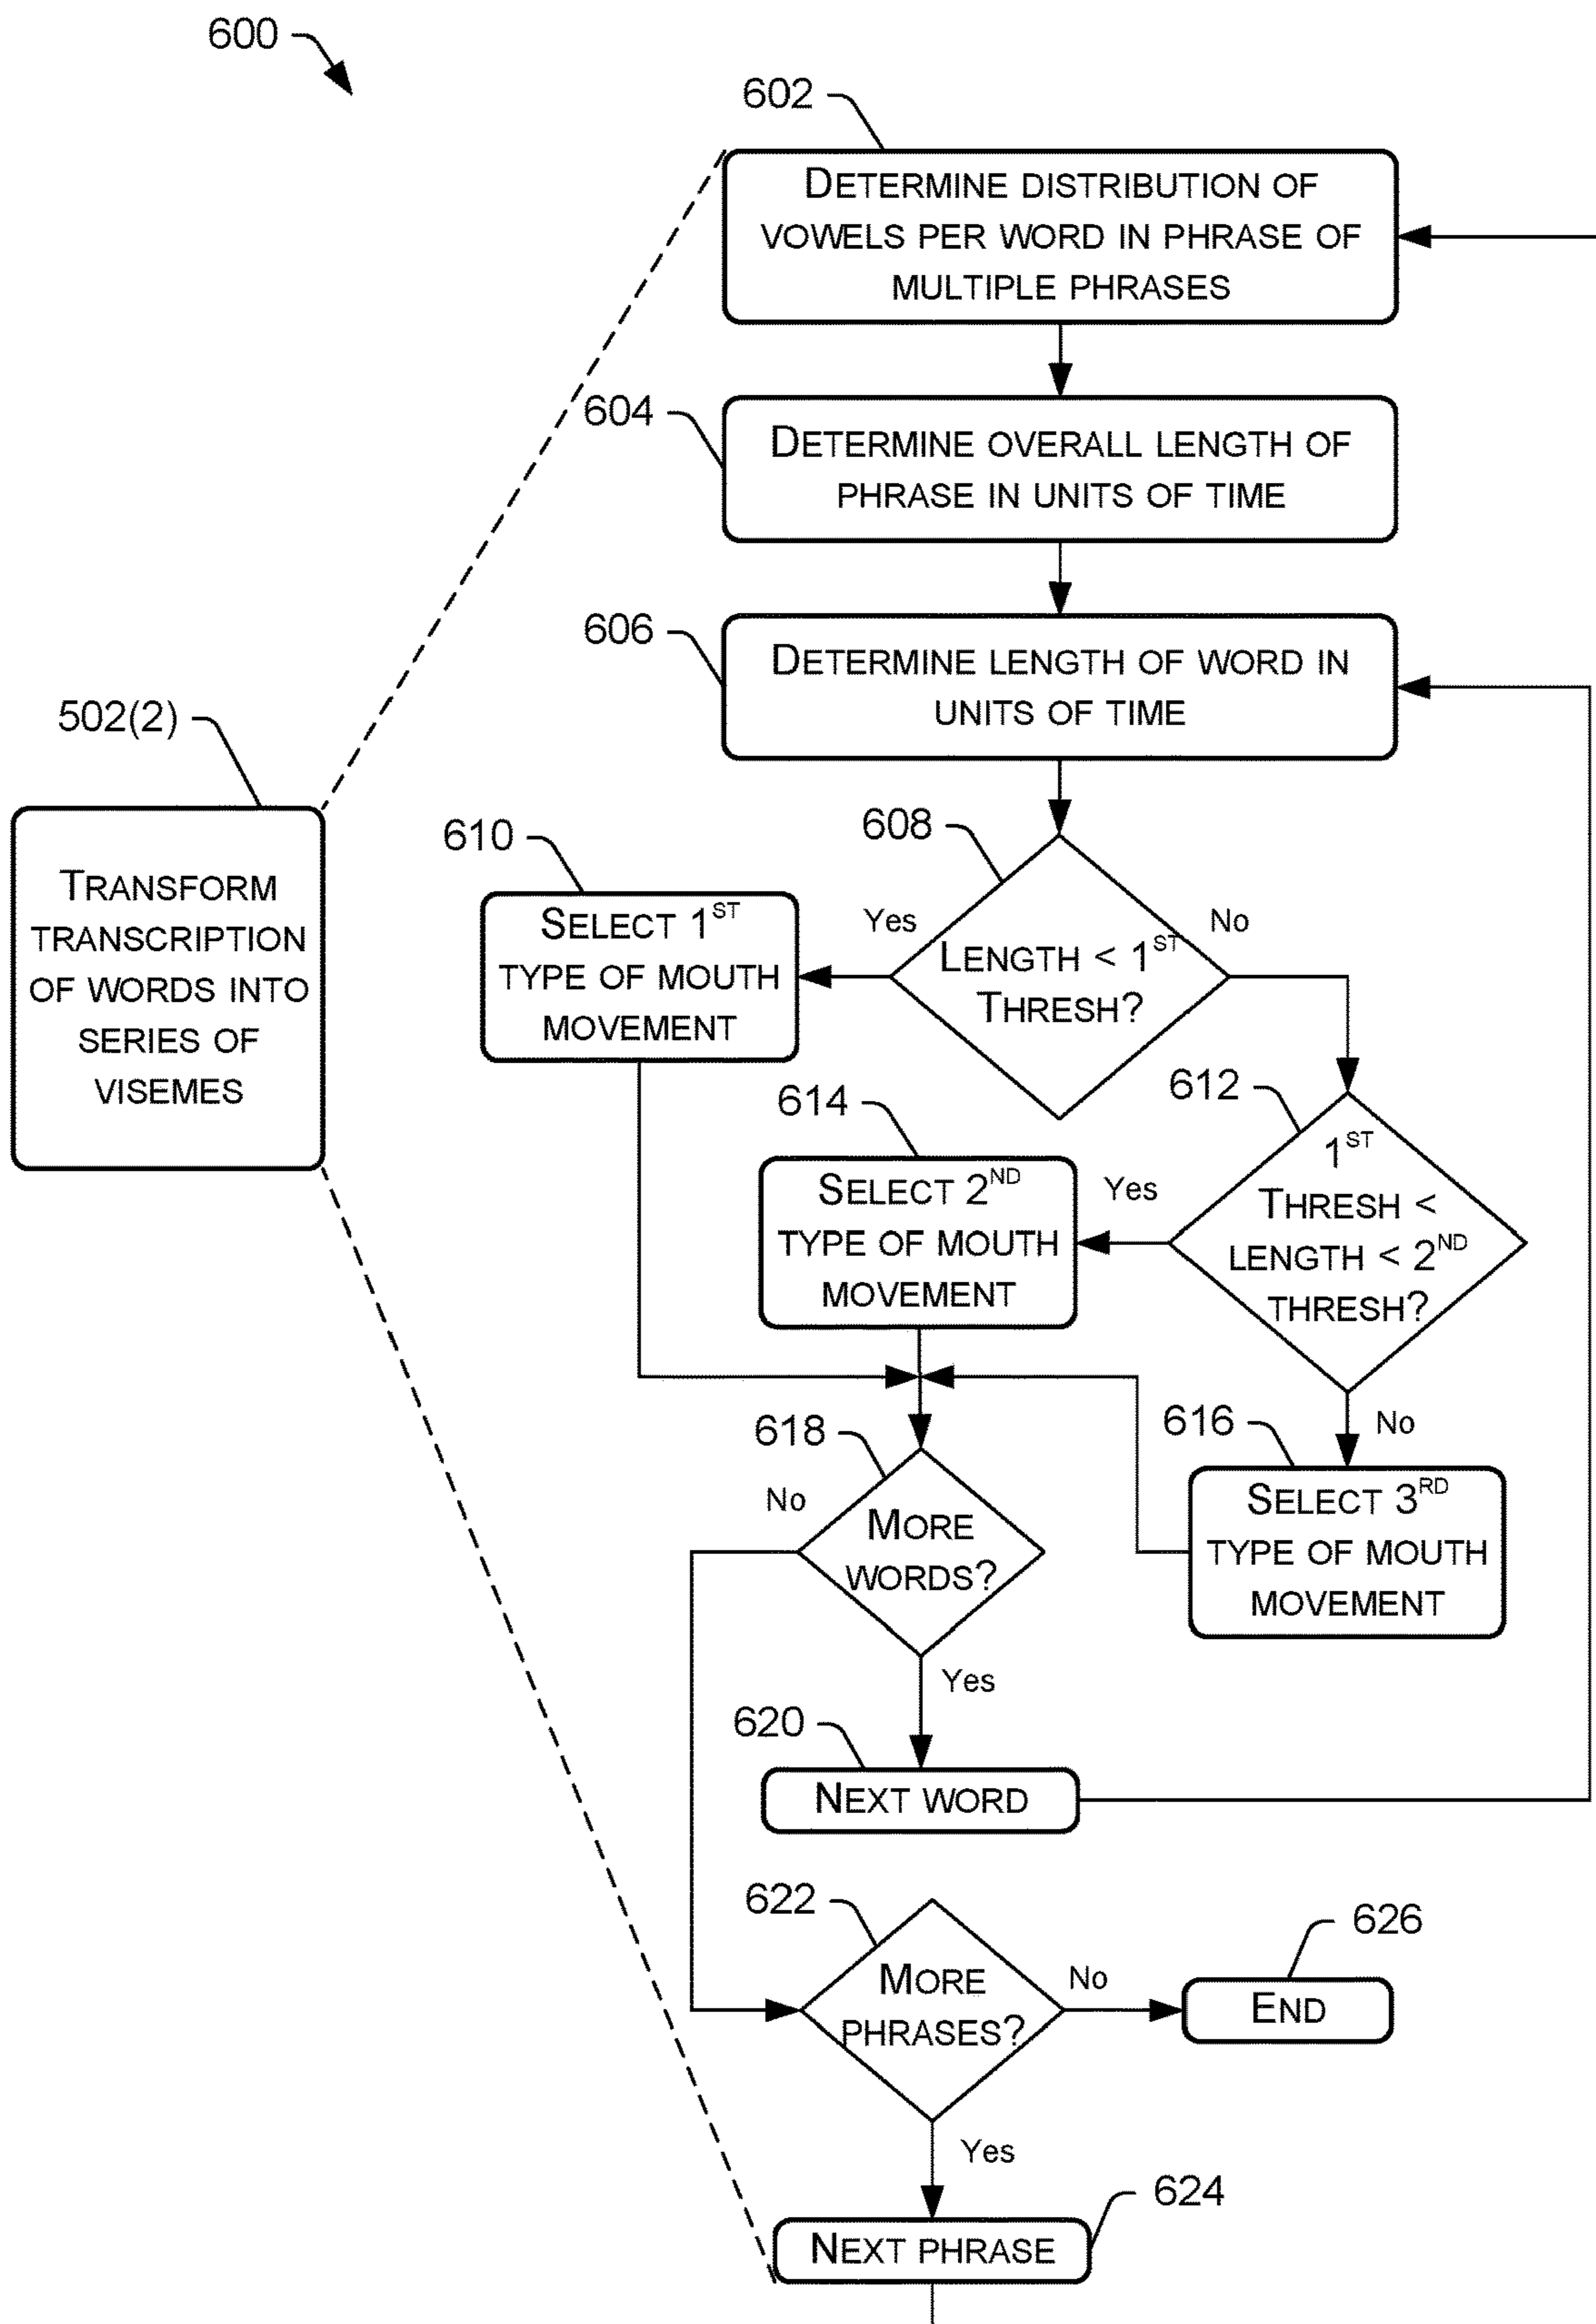 600
602
DETERMINE DISTRIBUTION OF
VOWELS PER WORD IN PHRASE OF
MULTIPLE PHRASES
604
DETERMINE OVERALL LENGTH OF
PHRASE IN UNITS OF TIME
606
DETERMINE LENGTH OF WORD IN
UNITS OF TIME
502(2)
TRANSFORM
TRANSCRIPTION
OF WORDS INTO
SERIES OF
VISEMES
608
LENGTH < 1ST
THRESH?
Yes
No
610
SELECT 1ST
TYPE OF MOUTH
MOVEMENT
612
1ST
THRESH <
LENGTH < 2ND
THRESH?
Yes
No
614
SELECT 2ND
TYPE OF MOUTH
MOVEMENT
616
SELECT 3RD
TYPE OF MOUTH
MOVEMENT
618
MORE
WORDS?
No
Yes
620
NEXT WORD
622
MORE
PHRASES?
No
626
END
Yes
624
NEXT PHRASE